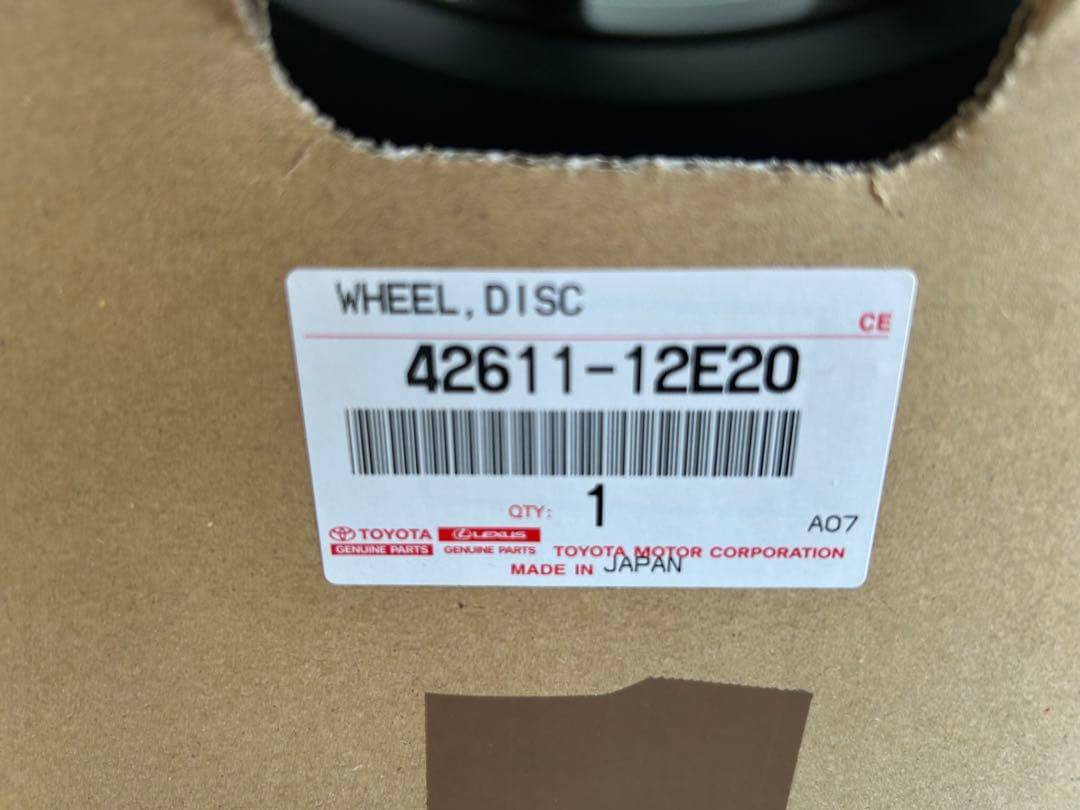 WHEEL, DISC
CE
42611-12E20
QTY: 1
A07
TOYOTA LEXUS
GENUINE PARTS GENUINE PARTS TOYOTA MOTOR CORPORATION
MADE IN JAPAN